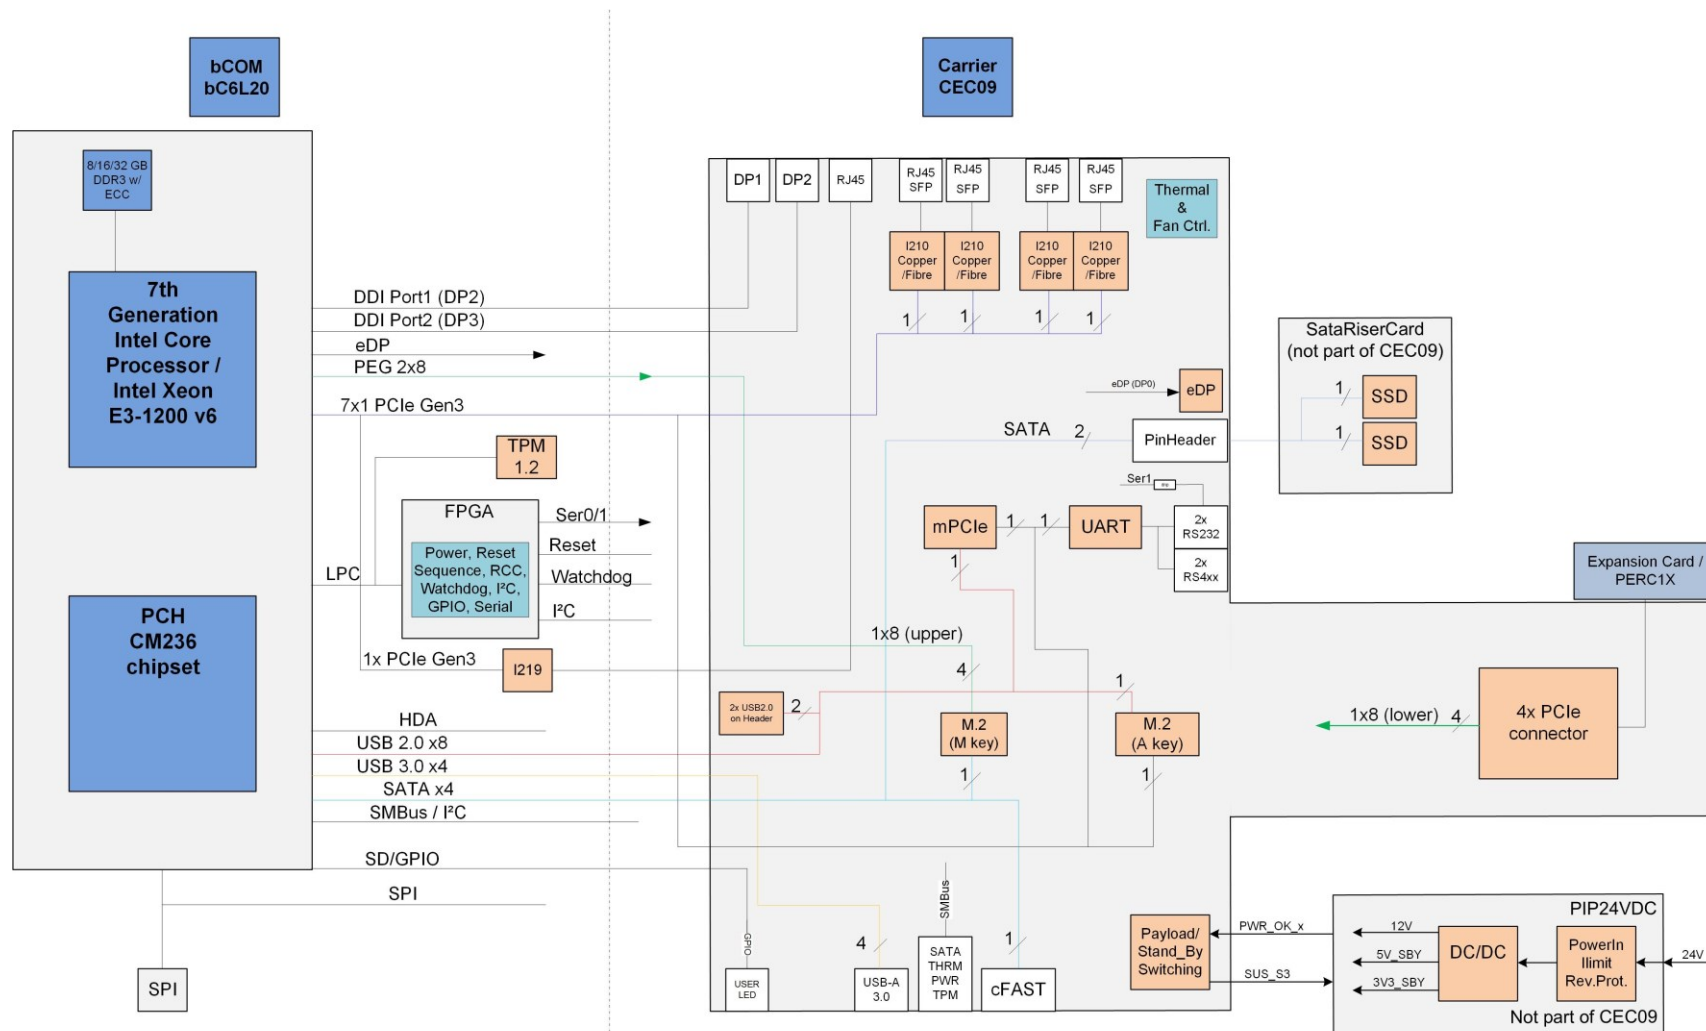 bCOM
bC6L20
Carrier
CEC09
8/16/32 GB
DDR3 w/
ECC
7th
Generation
Intel Core
Processor /
Intel Xeon
E3-1200 v6
PCH
CM236
chipset
SPI
DDI Port1 (DP2)
DDI Port2 (DP3)
eDP
PEG 2x8
7x1 PCIe Gen3
TPM
1.2
FPGA
Power, Reset
Sequence, RCC,
Watchdog, I²C,
GPIO, Serial
Ser0/1
Reset
Watchdog
I²C
LPC
1x PCIe Gen3
I219
HDA
USB 2.0 x8
USB 3.0 x4
SATA x4
SMBus / I²C
SD/GPIO
SPI
DP1
DP2
RJ45
RJ45
SFP
RJ45
SFP
RJ45
SFP
RJ45
SFP
Thermal
&
Fan Ctrl.
I210
Copper
/Fibre
I210
Copper
/Fibre
I210
Copper
/Fibre
I210
Copper
/Fibre
1
1
1
1
eDP (DP0)
eDP
SATA
2
PinHeader
SataRiserCard
(not part of CEC09)
1
SSD
1
SSD
Ser1
mPCIe
1
1
UART
2x
RS232
2x
RS4xx
1
1x8 (upper)
4
1
2x USB2.0
on Header
2
M.2
(M key)
M.2
(A key)
1
1
Expansion Card /
PERC1X
1x8 (lower)
4
4x PCIe
connector
GPIO
USER
LED
4
USB-A
3.0
SMBus
SATA
THRM
PWR
TPM
1
cFAST
Payload/
Stand_By
Switching
PWR_OK_x
SUS_S3
PIP24VDC
12V
5V_SBY
3V3_SBY
DC/DC
PowerIn
Ilimit
Rev.Prot.
24V
Not part of CEC09